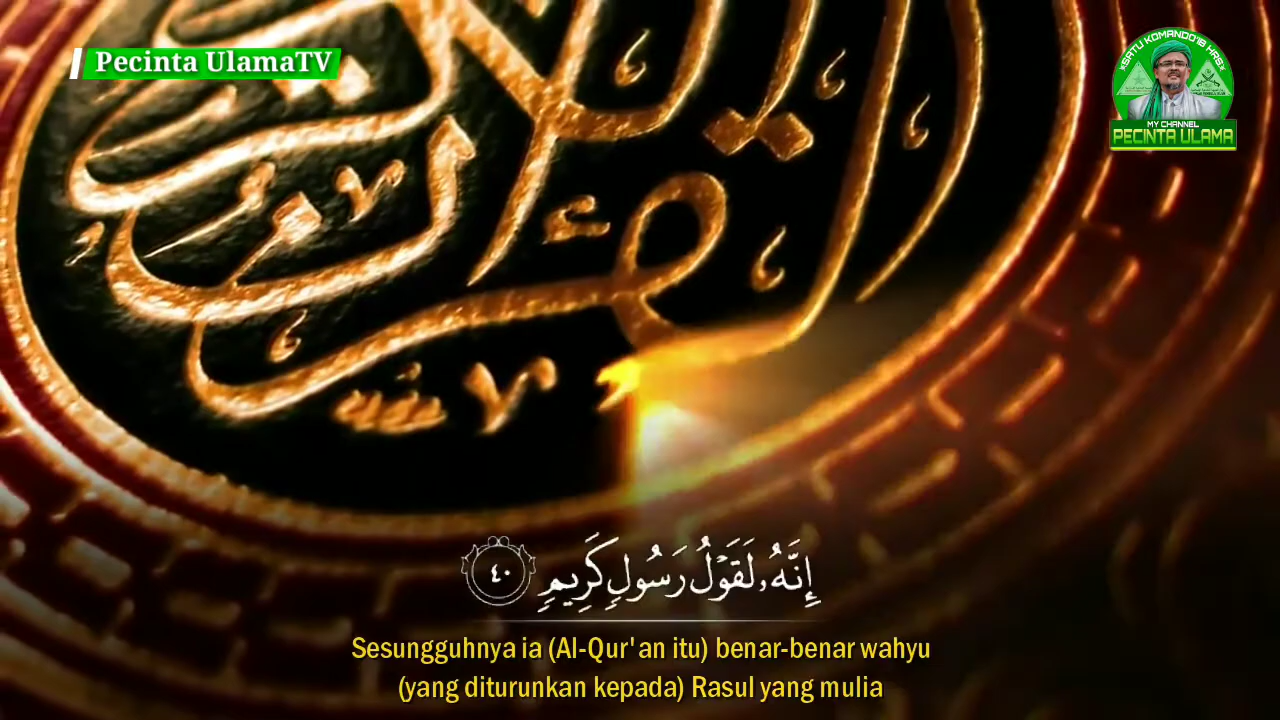 Pecinta UlamaTV
SATU KOMANDO IB HRS
MY CHANNEL
PECINTA ULAMA
القرآن
إِنَّهُۥ لَقَوْلُ رَسُولٍ كَرِيمٍ ٤٠
Sesungguhnya ia (Al-Qur'an itu) benar-benar wahyu
(yang diturunkan kepada) Rasul yang mulia